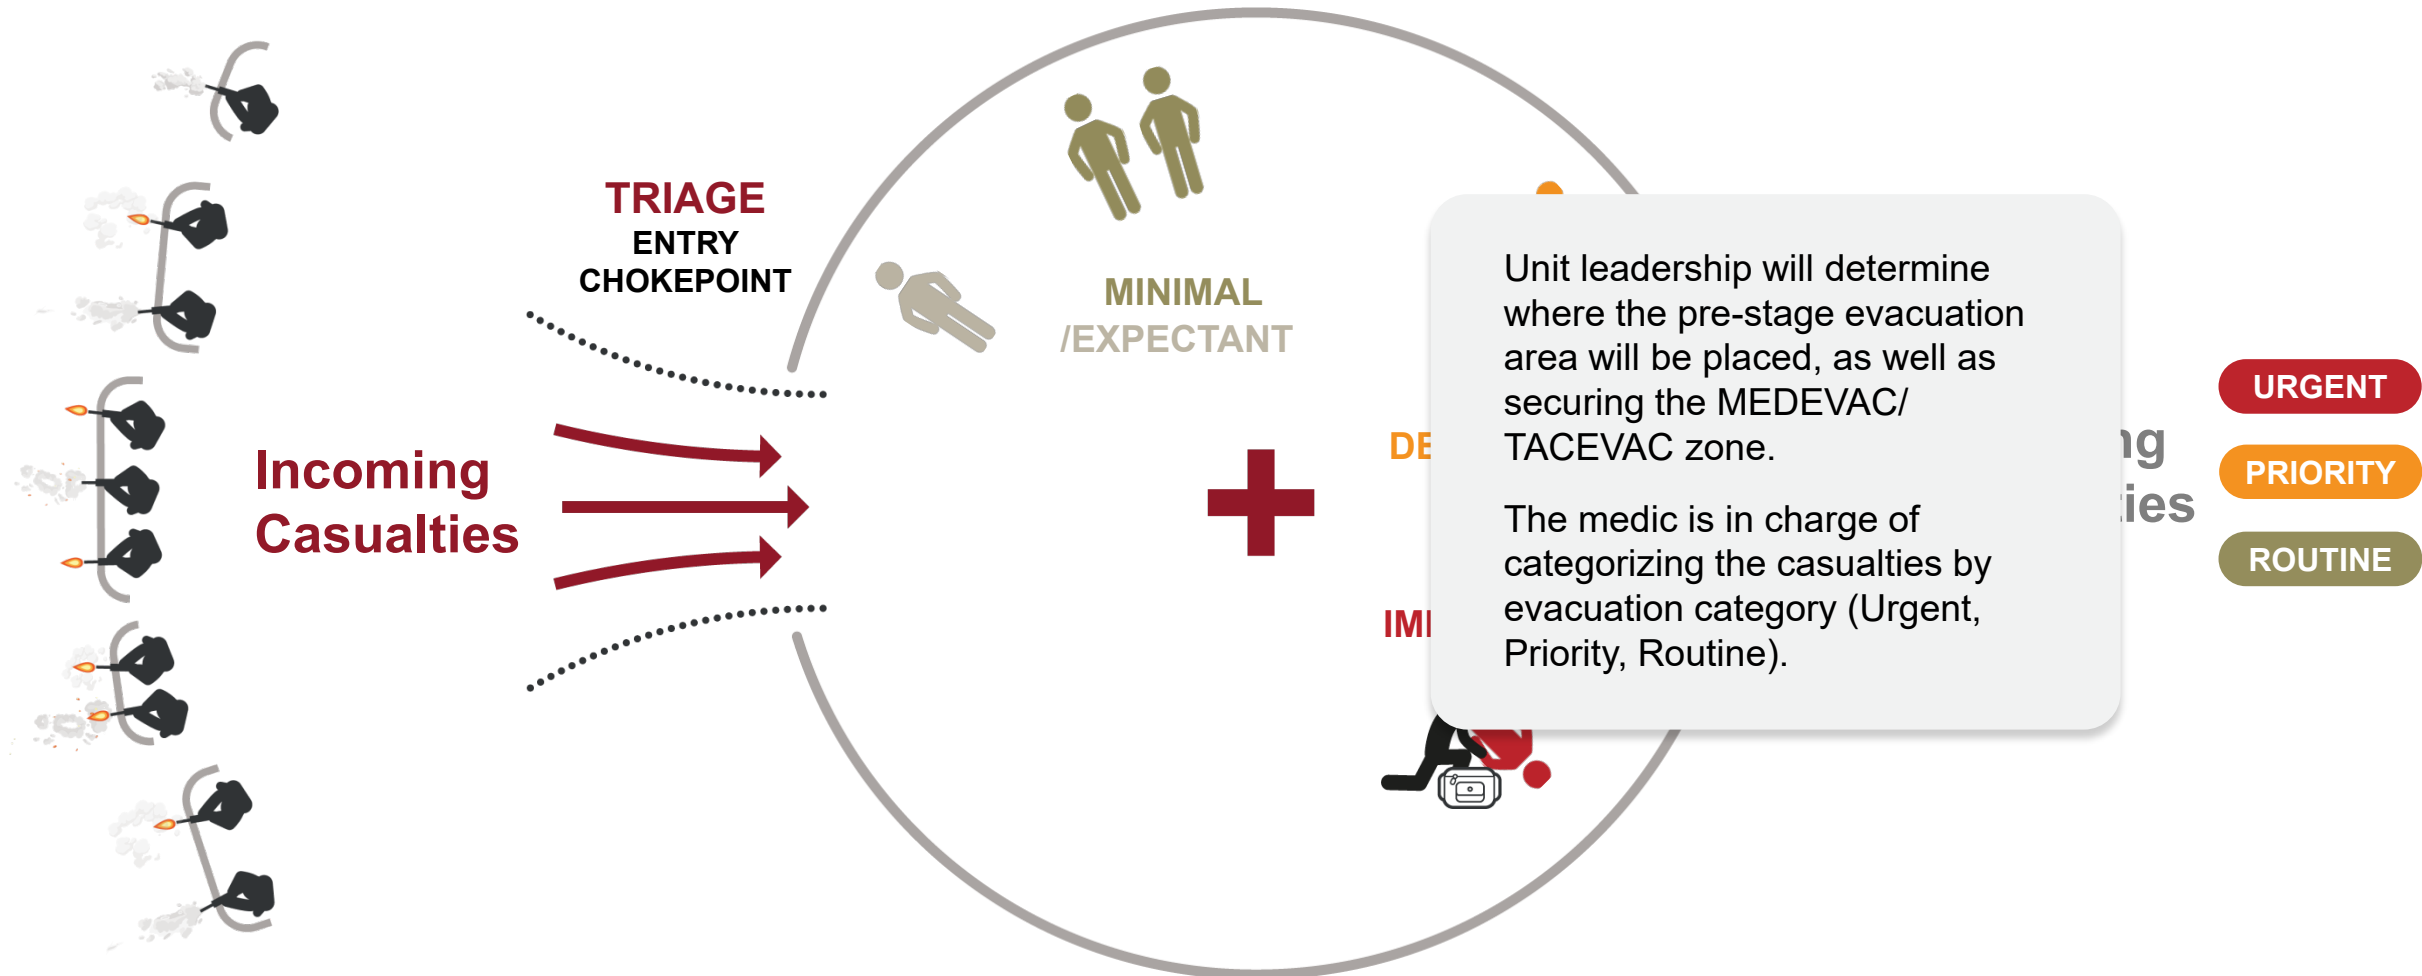 TRIAGE
ENTRY
CHOKEPOINT
Incoming
Casualties
MINIMAL
/EXPECTANT
Unit leadership will determine
where the pre-stage evacuation
area will be placed, as well as
securing the MEDEVAC/
TACEVAC zone.
The medic is in charge of
categorizing the casualties by
evacuation category (Urgent,
Priority, Routine).
URGENT
PRIORITY
ROUTINE